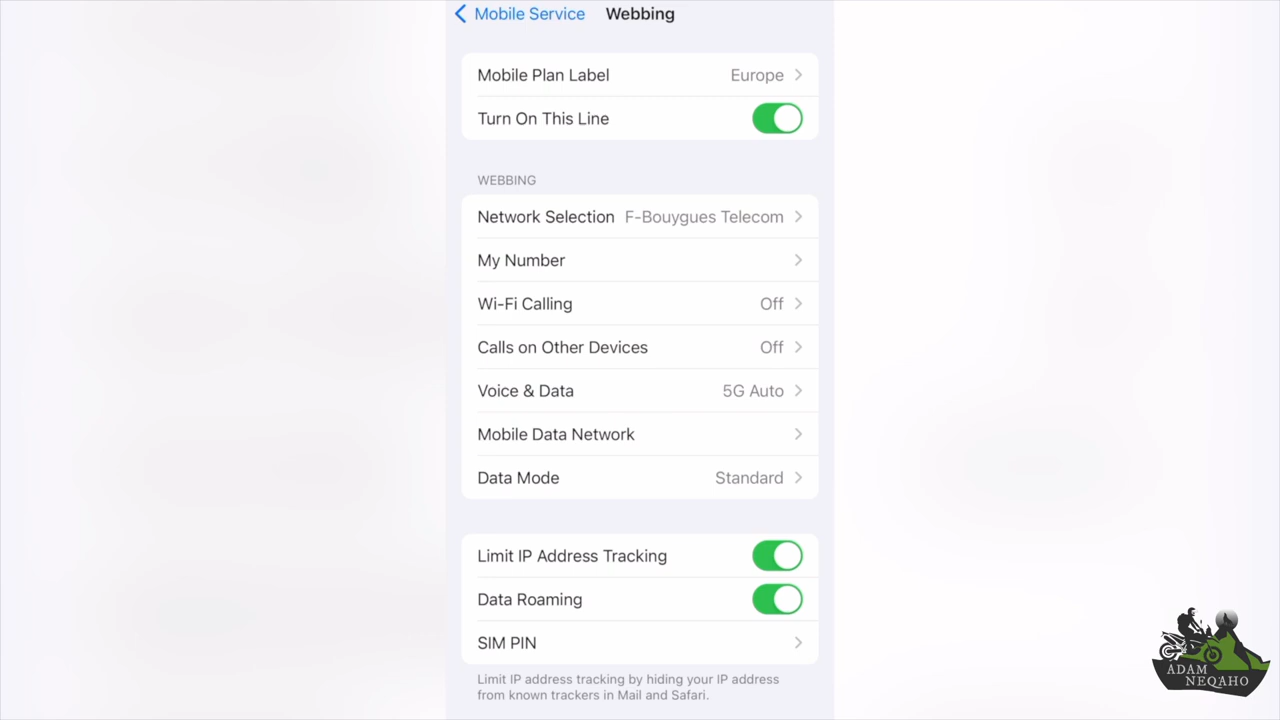 Mobile Service Webbing
Mobile Plan Label Europe
Turn On This Line
WEBBING
Network Selection F-Bouygues Telecom
My Number
Wi-Fi Calling Off
Calls on Other Devices Off
Voice & Data 5G Auto
Mobile Data Network
Data Mode Standard
Limit IP Address Tracking
Data Roaming
SIM PIN
Limit IP address tracking by hiding your IP address
from known trackers in Mail and Safari.
ADAM
NEQAHO